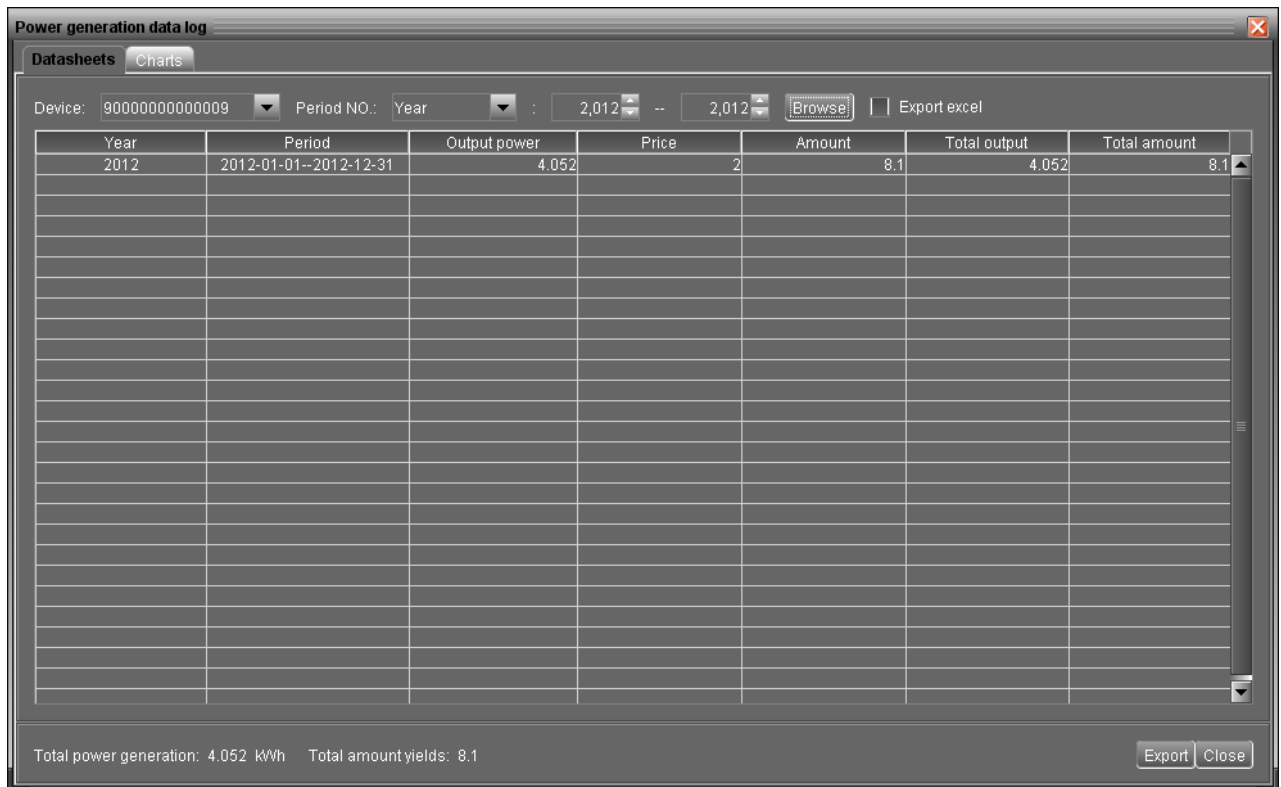 Power generation data log
Datasheets Charts
Device: 90000000000009 Period NO.: Year : 2,012 -- 2,012 Browse Export excel
Year Period Output power Price Amount Total output Total amount
2012 2012-01-01--2012-12-31 4.052 2 8.1 4.052 8.1
Total power generation: 4.052 kWh Total amount yields: 8.1 Export Close